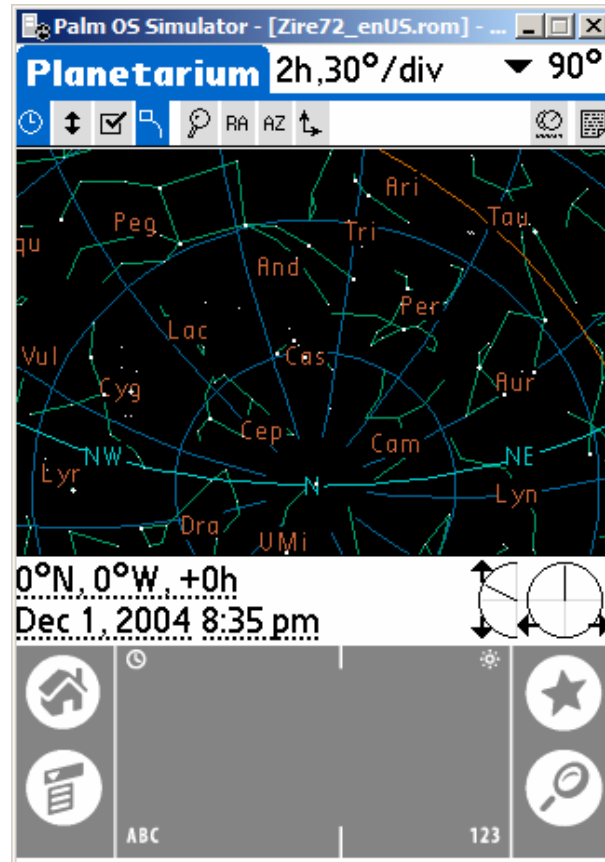 Palm OS Simulator - [Zire72_enUS.rom] - ...
Planetarium 2h,30°/div 90°
RA AZ
Ari
Peg Tau
qu Tri
And
Per
Lac
Vul Cas
Cyg Aur
Cep Cam
NW NE
Lyr N Lyn
Dra
UMi
0°N, 0°W, +0h
Dec 1, 2004 8:35 pm
ABC 123